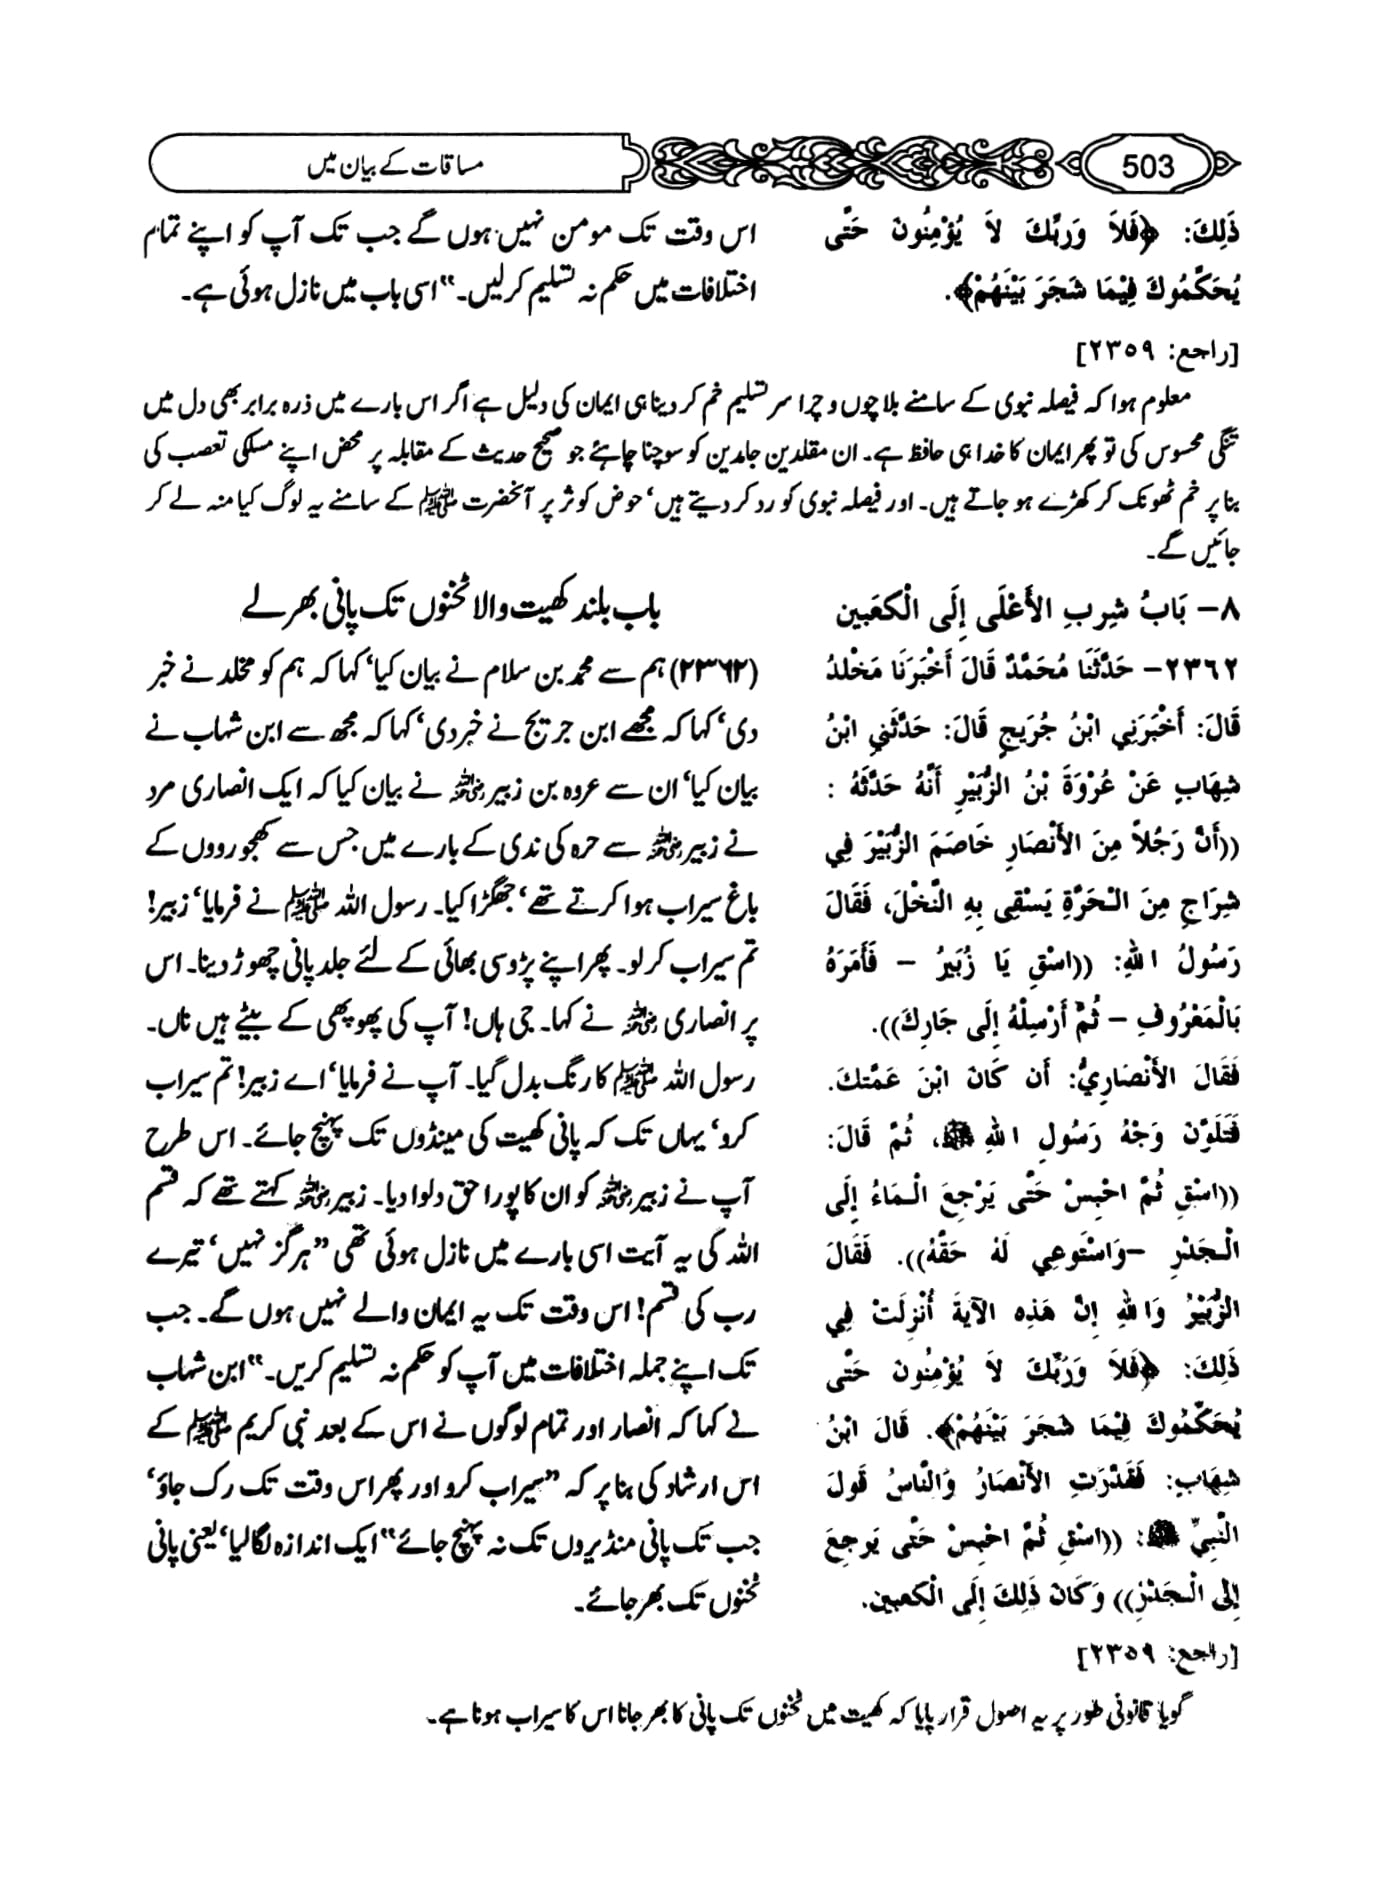 503
مساقات کے بیان میں
ذَلِكَ: ﴿فَلاَ وَرَبِّكَ لاَ يُؤْمِنُونَ حَتَّى
يُحَكِّمُوكَ فِيْمَا شَجَرَ بَيْنَهُمْ﴾.
[راجع: ٢٣٥٩]
اس وقت تک مومن نہیں ہوں گے جب تک آپ کو اپنے تمام
اختلافات میں حکم نہ تسلیم کرلیں۔" اسی باب میں نازل ہوئی ہے۔
معلوم ہوا کہ فیصلہ نبوی کے سامنے بلا چوں و چرا سر تسلیم خم کر دینا ہی ایمان کی دلیل ہے اگر اس بارے میں ذرہ برابر بھی دل میں
تنگی محسوس کی تو پھر ایمان کا خدا ہی حافظ ہے۔ ان مقلدین جامدین کو سوچنا چاہئے جو صحیح حدیث کے مقابلہ پر محض اپنے مسلکی تعصب کی
بنا پر خم ٹھونک کر کھڑے ہو جاتے ہیں۔ اور فیصلہ نبوی کو رد کر دیتے ہیں' حوض کوثر پر آنحضرت ﷺ کے سامنے یہ لوگ کیا منہ لے کر
جائیں گے۔
٨- بَابُ شِربِ الأَعْلَى إِلَى الْكَعْبَين
٢٣٦٢- حَدَّثَنَا مُحَمَّدٌ قَالَ أَخْبَرَنَا مَخْلَدٌ
قَالَ: أَخْبَرَنِي ابْنُ جُرَيجٍ قَالَ: حَدَّثَنِي ابْنُ
شِهَابٍ عَنْ عُرْوَةَ بْنُ الزُّبَيْرِ أَنَّهُ حَدَّثَهُ :
((أَنَّ رَجُلاً مِنَ الأَنْصَارِ خَاصَمَ الزُّبَيْرَ فِي
شِرَاجٍ مِنَ الْحَرَّةِ يَسْقِي بِهِ النَّخْلَ، فَقَالَ
رَسُولُ اللهِ: ((اسْقِ يَا زُبَيرُ – فَأَمَرَهُ
بَالْمَعْرُوفِ – ثُمَّ أَرْسِلْهُ إِلَى جَارِكَ)).
فَقَالَ الأَنْصَارِيُّ: أَن كَانَ ابْنَ عَمَّتِكَ.
فَتَلَوَّنَ وَجْهُ رَسُولِ اللهِ ﷺ، ثُمَّ قَالَ:
((اسْقِ ثُمَّ احْبِسْ حَتَّى يَرْجِعَ الْمَاءُ إِلَى
الْجَدْرِ –وَاسْتَوعِي لَهُ حَقَّهُ)). فَقَالَ
الزُّبَيْرُ وَاللهِ إِنَّ هَذِهِ الآيَةَ أُنْزِلَتْ فِي
ذَلِكَ: ﴿فَلاَ وَرَبِّكَ لاَ يُؤْمِنُونَ حَتَّى
يُحَكِّمُوكَ فِيْمَا شَجَرَ بَيْنَهُمْ﴾. قَالَ ابْنُ
شِهَابٍ: فَقَدَّرَتِ الأَنْصَارُ وَالنَّاسُ قَولَ
النَّبِيِّ ﷺ: ((اسْقِ ثُمَّ احْبِسْ حَتَّى يَرجِعَ
إِلَى الْجَدْرِ)) وَكَانَ ذَلِكَ إِلَى الْكَعْبَين.
[راجع: ٢٣٥٩]
باب بلند کھیت والا ٹخنوں تک پانی بھر لے
(۲۳۶۲) ہم سے محمد بن سلام نے بیان کیا' کہا کہ ہم کو مخلد نے خبر
دی' کہا کہ مجھے ابن جریج نے خبر دی' کہا کہ مجھ سے ابن شہاب نے
بیان کیا' ان سے عروہ بن زبیر رضی اللہ عنہ نے بیان کیا کہ ایک انصاری مرد
نے زبیر رضی اللہ عنہ سے حرہ کی ندی کے بارے میں جس سے کھجوروں کے
باغ سیراب ہوا کرتے تھے' جھگڑا کیا۔ رسول اللہ ﷺ نے فرمایا' زبیر!
تم سیراب کر لو۔ پھر اپنے پڑوسی بھائی کے لئے جلد پانی چھوڑ دینا۔ اس
پر انصاری رضی اللہ عنہ نے کہا۔ جی ہاں! آپ کی پھوپھی کے بیٹے ہیں ناں۔
رسول اللہ ﷺ کا رنگ بدل گیا۔ آپ نے فرمایا' اے زبیر! تم سیراب
کرو' یہاں تک کہ پانی کھیت کی مینڈوں تک پہنچ جائے۔ اس طرح
آپ نے زبیر رضی اللہ عنہ کو ان کا پورا حق دلوا دیا۔ زبیر رضی اللہ عنہ کہتے تھے کہ قسم
اللہ کی یہ آیت اسی بارے میں نازل ہوئی تھی "ہرگز نہیں' تیرے
رب کی قسم! اس وقت تک یہ ایمان والے نہیں ہوں گے۔ جب
تک اپنے جملہ اختلافات میں آپ کو حکم نہ تسلیم کریں۔" ابن شہاب
نے کہا کہ انصار اور تمام لوگوں نے اس کے بعد نبی کریم ﷺ کے
اس ارشاد کی بنا پر کہ "سیراب کرو اور پھر اس وقت تک رک جاؤ'
جب تک پانی منڈیروں تک نہ پہنچ جائے" ایک اندازہ لگا لیا' یعنی پانی
ٹخنوں تک بھر جائے۔
گویا قانونی طور پر یہ اصول قرار پایا کہ کھیت میں ٹخنوں تک پانی کا بھر جانا اس کا سیراب ہونا ہے۔